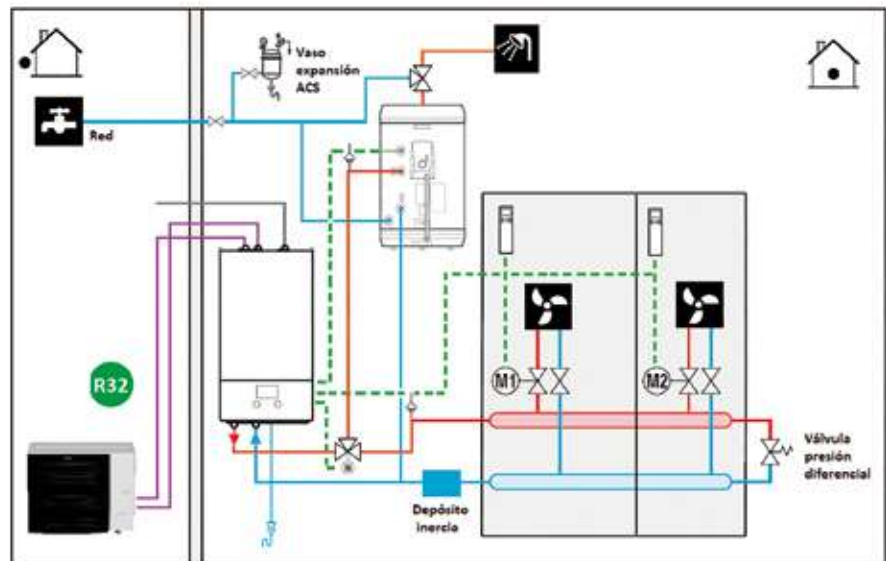 Vaso
expansión
ACS
Red
R32
M1
M2
Válvula
presión
diferencial
Depósito
inercia